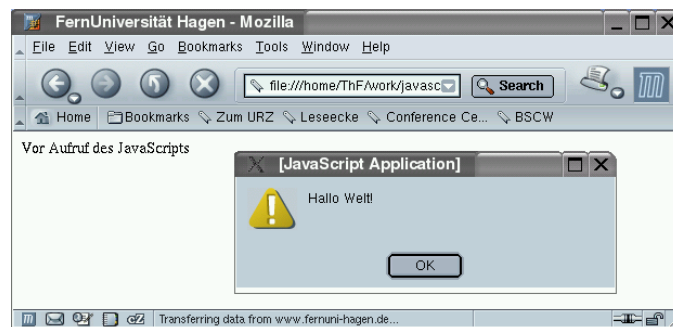 FernUniversität Hagen - Mozilla
File Edit View Go Bookmarks Tools Window Help
file:///home/ThF/work/javasc Search
Home Bookmarks Zum URZ Leseecke Conference Ce... BSCW
Vor Aufruf des JavaScripts
[JavaScript Application]
Hallo Welt!
OK
Transferring data from www.fernuni-hagen.de...